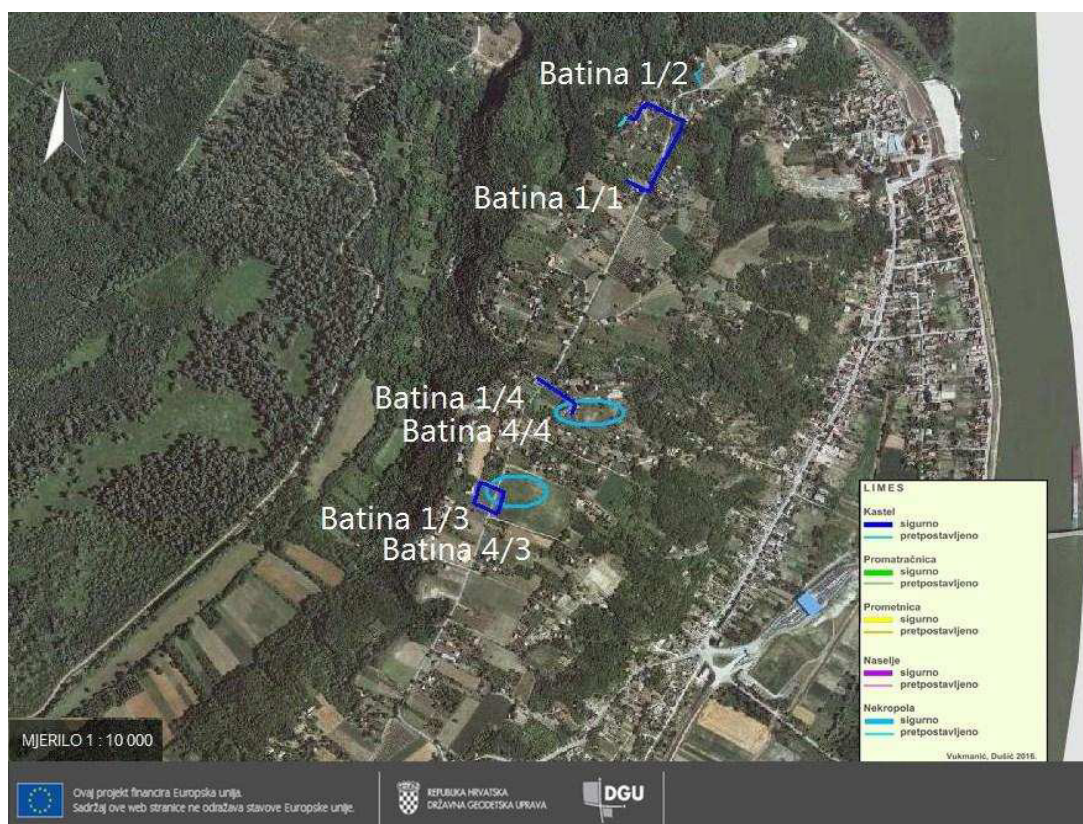 Batina 1/2
Batina 1/1
Batina 1/4
Batina 4/4
Batina 1/3
Batina 4/3
LIMES
Kastel
sigurno
pretpostavljeno
Promatračnica
sigurno
pretpostavljeno
Prometnica
sigurno
pretpostavljeno
Naselje
sigurno
pretpostavljeno
Nekropola
sigurno
pretpostavljeno
Vukmanić, Dušić 2016.
MJERILO 1 : 10 000
Ovaj projekt financira Europska unija.
Sadržaj ove web stranice ne odražava stavove Europske unije.
REPUBLIKA HRVATSKA
DRŽAVNA GEODETSKA UPRAVA
DGU